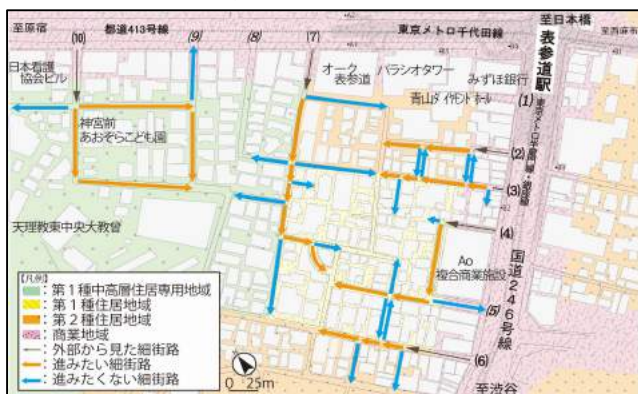 至原宿
都道413号線
(9)
(8)
(7)
(10)
東京メトロ千代田線
至日本橋
表参道駅
至西麻布
日本看護
協会ビル
オーク
表参道
パラシオタワー
みずほ銀行
青山ダイヤモンドホール
(1)
神宮前
あおぞらこども園
(2)
(3)
(4)
天理教東中央大教會
Ao
複合商業施設
(5)
国道246号線
(6)
至渋谷
【凡例】
:第1種中高層住居専用地域
:第1種住居地域
:第2種住居地域
:商業地域
:外部から見た細街路
:進みたい細街路
:進みたくない細街路
0 25m